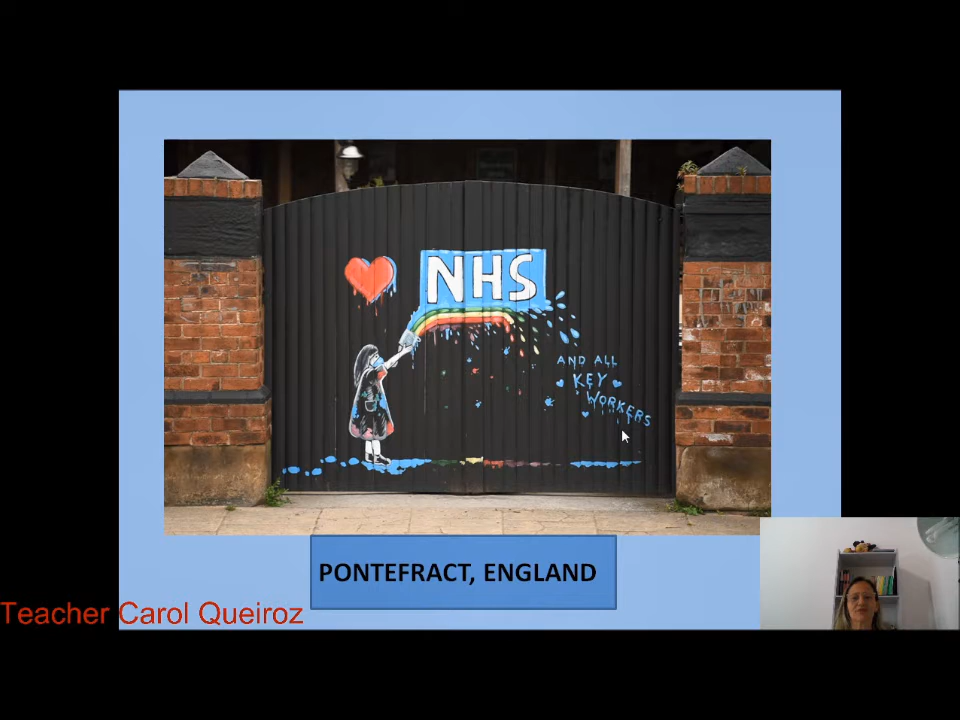 NHS
AND ALL
KEY
WORKERS
PONTEFRACT, ENGLAND
Teacher Carol Queiroz